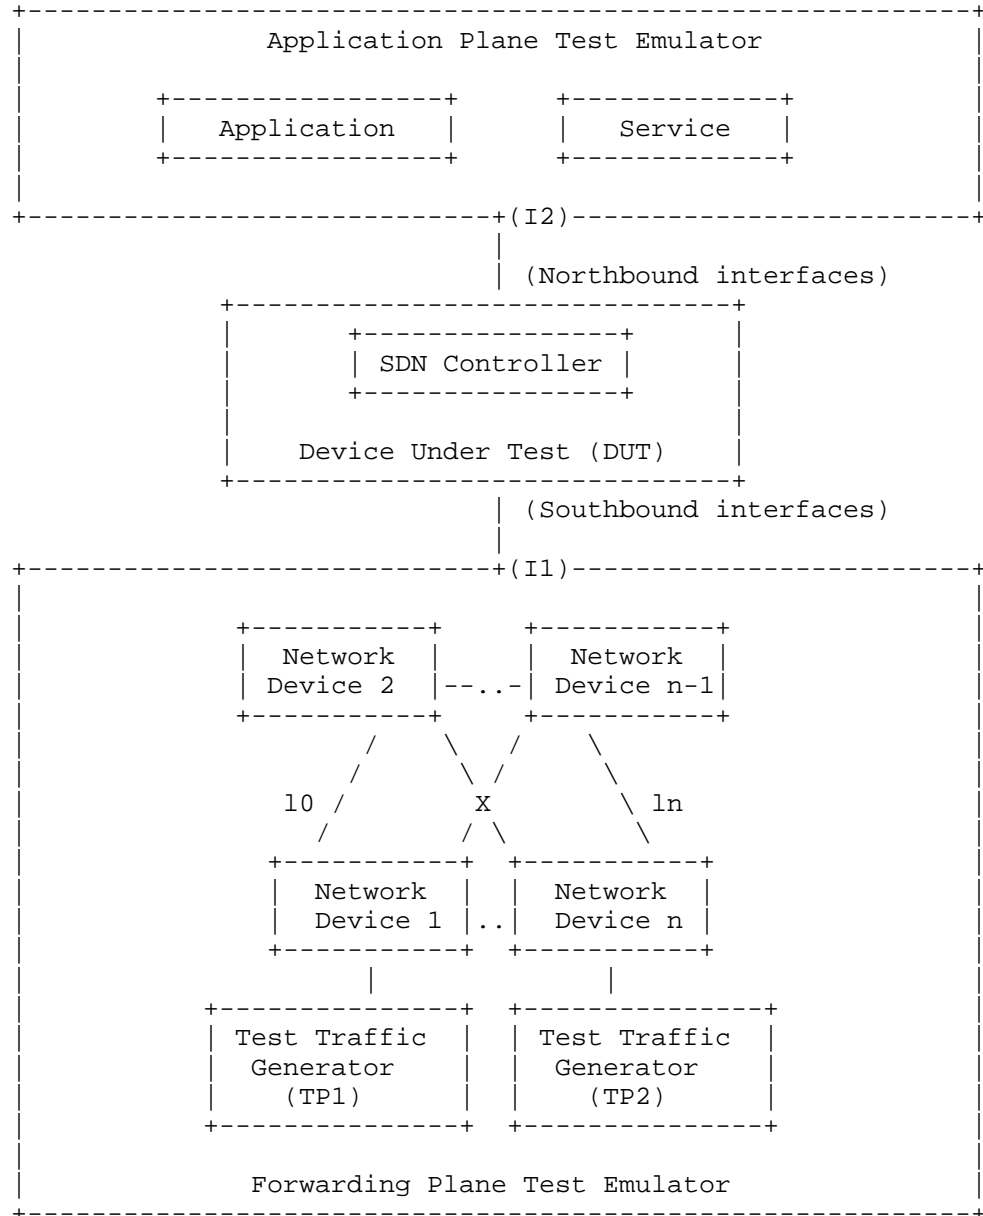 Application Plane Test Emulator
Application Service
(I2)
(Northbound interfaces)
SDN Controller
Device Under Test (DUT)
(Southbound interfaces)
(I1)
Network Network
Device 2 --..- Device n-1
l0 X ln
Network Network
Device 1 .. Device n
Test Traffic Test Traffic
Generator Generator
(TP1) (TP2)
Forwarding Plane Test Emulator